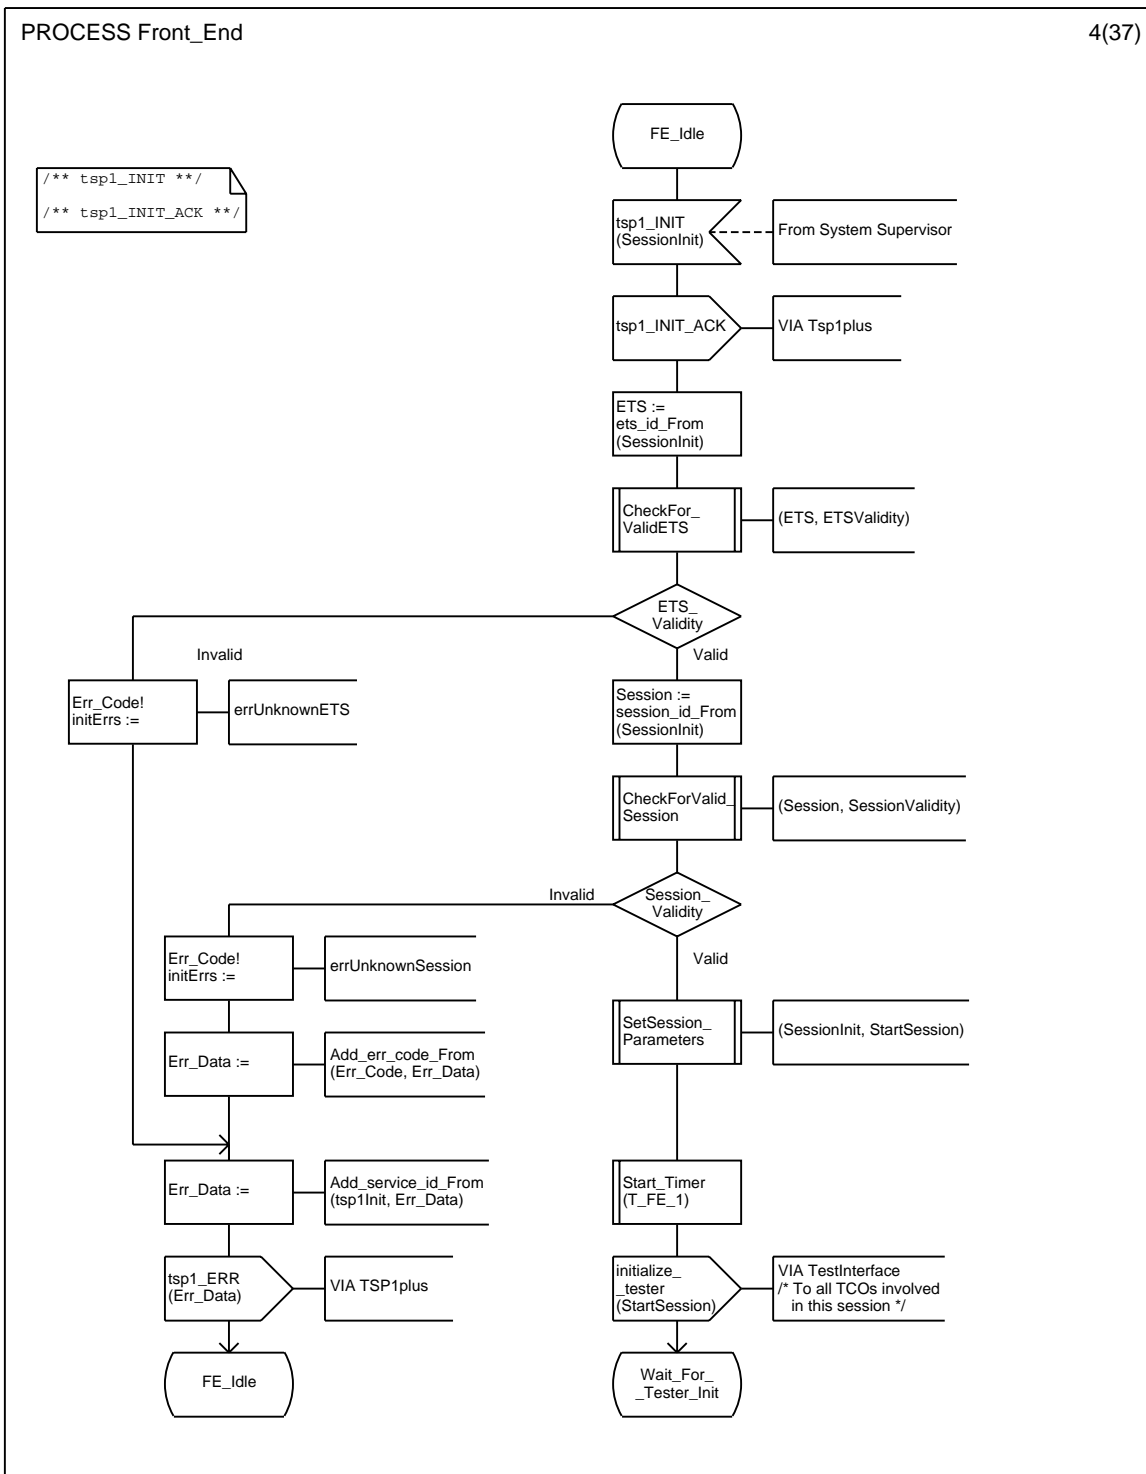 PROCESS Front_End
4(37)
FE_Idle
/** tsp1_INIT **/
/** tsp1_INIT_ACK **/
tsp1_INIT
(SessionInit)
From System Supervisor
tsp1_INIT_ACK
VIA Tsp1plus
ETS :=
ets_id_From
(SessionInit)
CheckFor_
ValidETS
(ETS, ETSValidity)
ETS_
Validity
Invalid
Valid
Err_Code!
initErrs :=
errUnknownETS
Session :=
session_id_From
(SessionInit)
CheckForValid_
Session
(Session, SessionValidity)
Session_
Validity
Invalid
Valid
Err_Code!
initErrs :=
errUnknownSession
SetSession_
Parameters
(SessionInit, StartSession)
Err_Data :=
Add_err_code_From
(Err_Code, Err_Data)
Err_Data :=
Add_service_id_From
(tsp1Init, Err_Data)
Start_Timer
(T_FE_1)
tsp1_ERR
(Err_Data)
VIA TSP1plus
initialize_
_tester
(StartSession)
VIA TestInterface
/* To all TCOs involved
in this session */
FE_Idle
Wait_For_
_Tester_Init